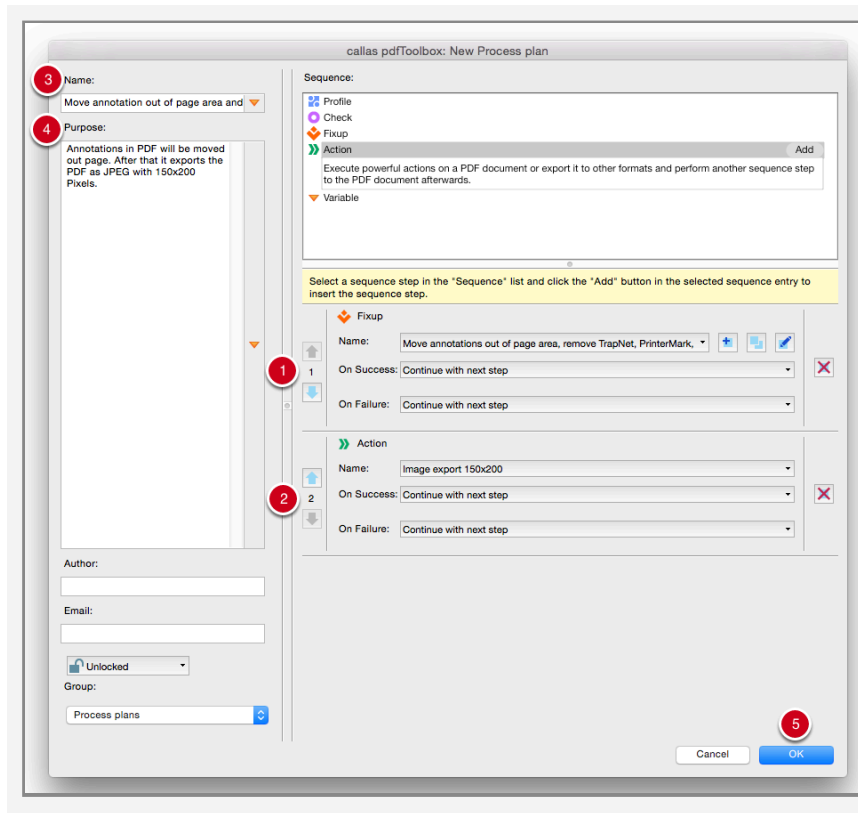 callas pdfToolbox: New Process plan
3
Name:
Move annotation out of page area and
4
Purpose:
Annotations in PDF will be moved
out page. After that it exports the
PDF as JPEG with 150x200
Pixels.
Author:
Email:
Unlocked
Group:
Process plans
Sequence:
Profile
Check
Fixup
Action
Add
Execute powerful actions on a PDF document or export it to other formats and perform another sequence step
to the PDF document afterwards.
Variable
Select a sequence step in the "Sequence" list and click the "Add" button in the selected sequence entry to
insert the sequence step.
Fixup
Name:
Move annotations out of page area, remove TrapNet, PrinterMark,
1
1
On Success:
Continue with next step
On Failure:
Continue with next step
Action
Name:
Image export 150x200
2
2
On Success:
Continue with next step
On Failure:
Continue with next step
5
Cancel
OK